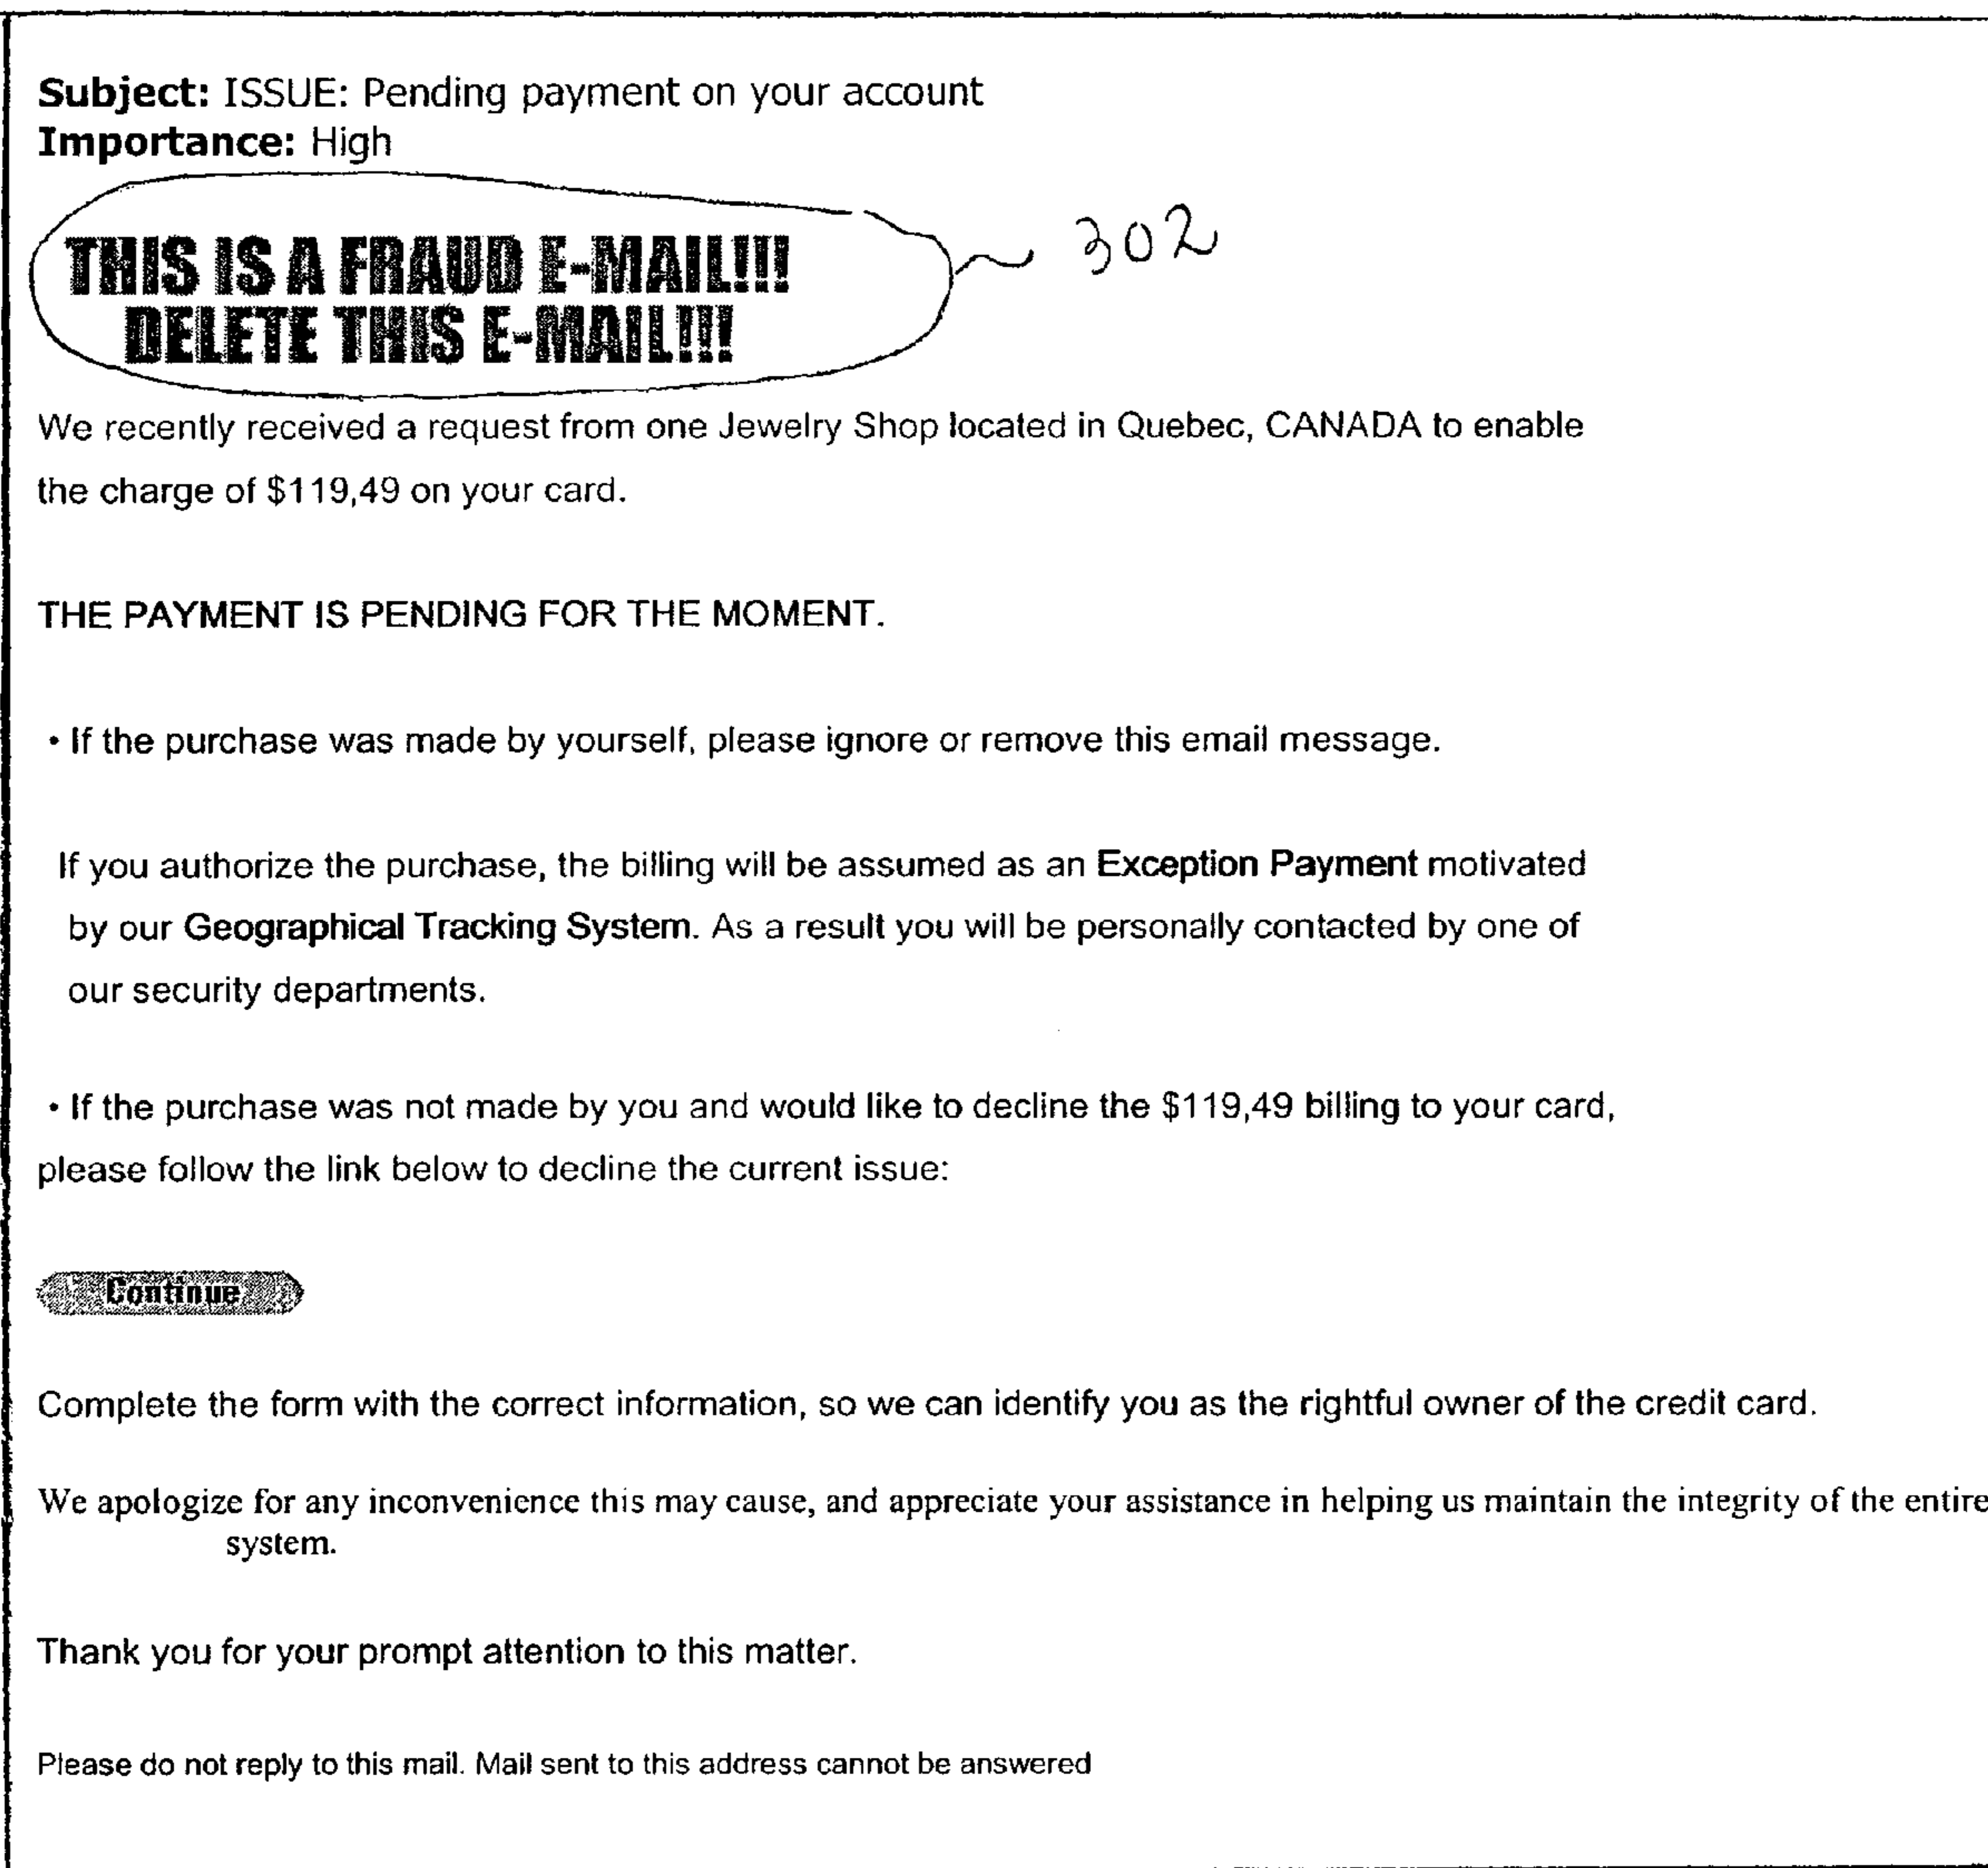 Subject: ISSUE: Pending payment on your account
Importance: High
THIS IS A FRAUD E-MAIL!!!
DELETE THIS E-MAIL!!!
302
We recently received a request from one Jewelry Shop located in Quebec, CANADA to enable
the charge of $119,49 on your card.
THE PAYMENT IS PENDING FOR THE MOMENT.
• If the purchase was made by yourself, please ignore or remove this email message.
If you authorize the purchase, the billing will be assumed as an Exception Payment motivated
by our Geographical Tracking System. As a result you will be personally contacted by one of
our security departments.
• If the purchase was not made by you and would like to decline the $119,49 billing to your card,
please follow the link below to decline the current issue:
Continue
Complete the form with the correct information, so we can identify you as the rightful owner of the credit card.
We apologize for any inconvenience this may cause, and appreciate your assistance in helping us maintain the integrity of the entire
system.
Thank you for your prompt attention to this matter.
Please do not reply to this mail. Mail sent to this address cannot be answered